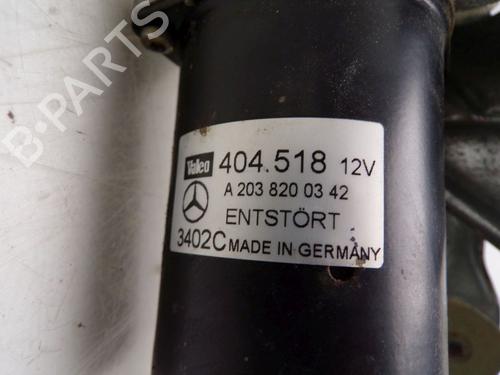 B-PARTS
Valeo 404.518 12V
A 203 820 03 42
ENTSTÖRT
3402C MADE IN GERMANY